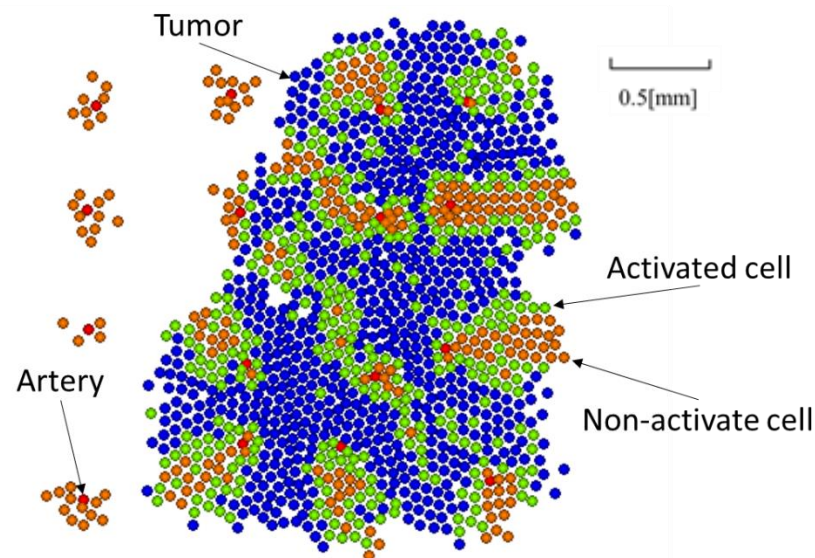 Tumor
0.5[mm]
Activated cell
Artery
Non-activate cell